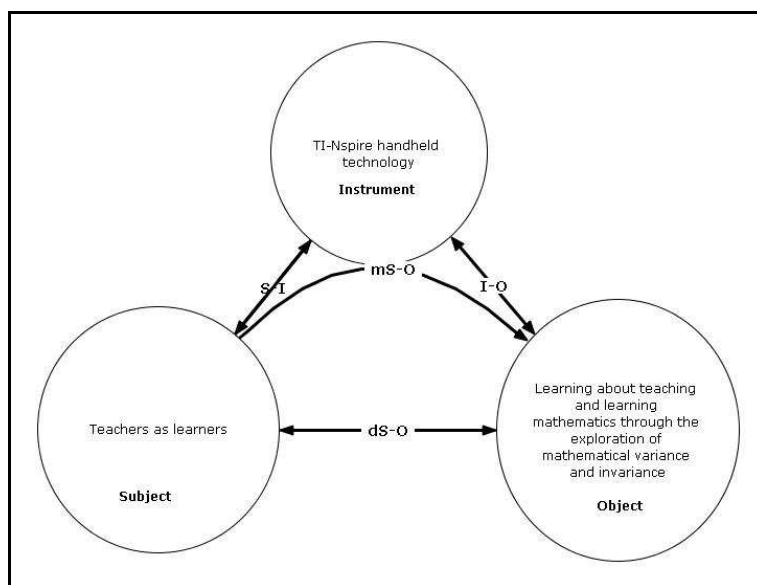 TI-Nspire handheld
technology
Instrument
mS-O
S-I
I-O
Learning about teaching
and learning
mathematics through the
exploration of
mathematical variance
and invariance
Object
Teachers as learners
dS-O
Subject